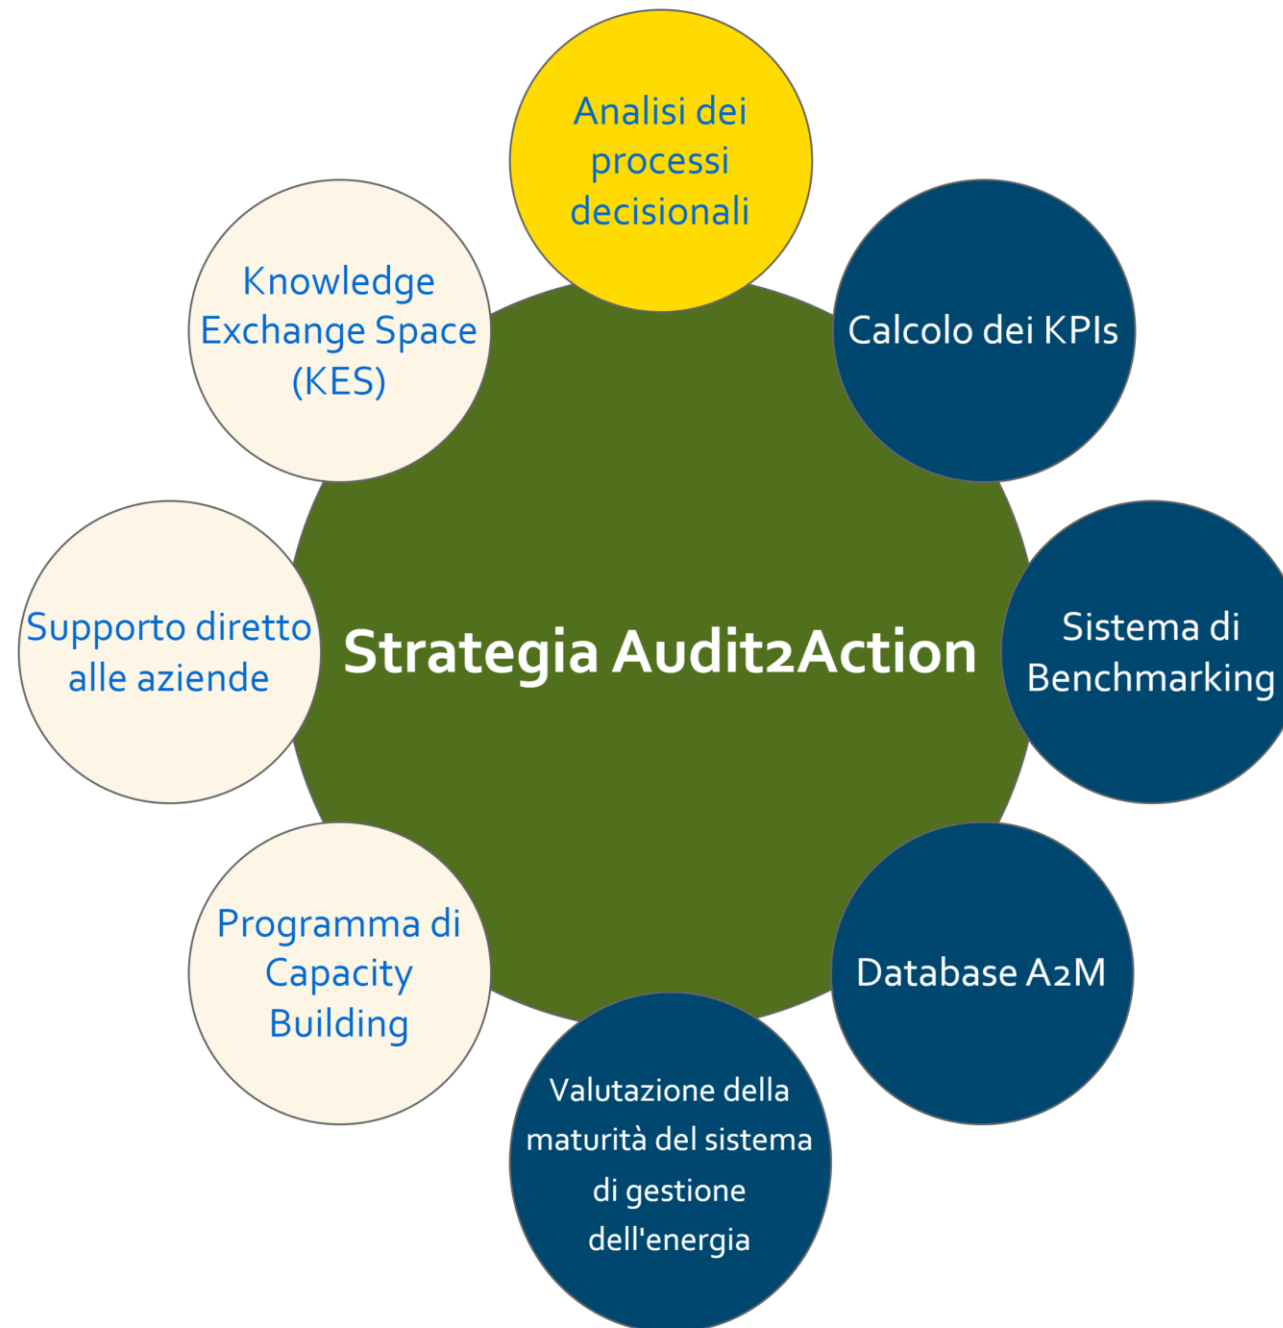 Analisi dei
processi
decisionali
Knowledge
Exchange Space
(KES)
Calcolo dei KPIs
Supporto diretto
alle aziende
Strategia Audit2Action
Sistema di
Benchmarking
Programma di
Capacity
Building
Database A2M
Valutazione della
maturità del sistema
di gestione
dell'energia